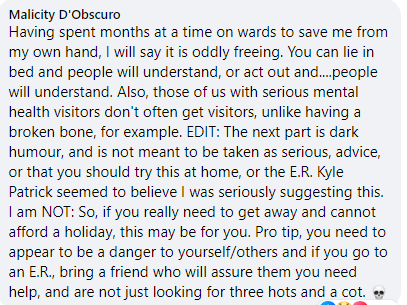 Malicity D'Obscuro
Having spent months at a time on wards to save me from
my own hand, I will say it is oddly freeing. You can lie in
bed and people will understand, or act out and....people
will understand. Also, those of us with serious mental
health visitors don't often get visitors, unlike having a
broken bone, for example. EDIT: The next part is dark
humour, and is not meant to be taken as serious, advice,
or that you should try this at home, or the E.R. Kyle
Patrick seemed to believe I was seriously suggesting this.
I am NOT: So, if you really need to get away and cannot
afford a holiday, this may be for you. Pro tip, you need to
appear to be a danger to yourself/others and if you go to
an E.R., bring a friend who will assure them you need
help, and are not just looking for three hots and a cot. 💀